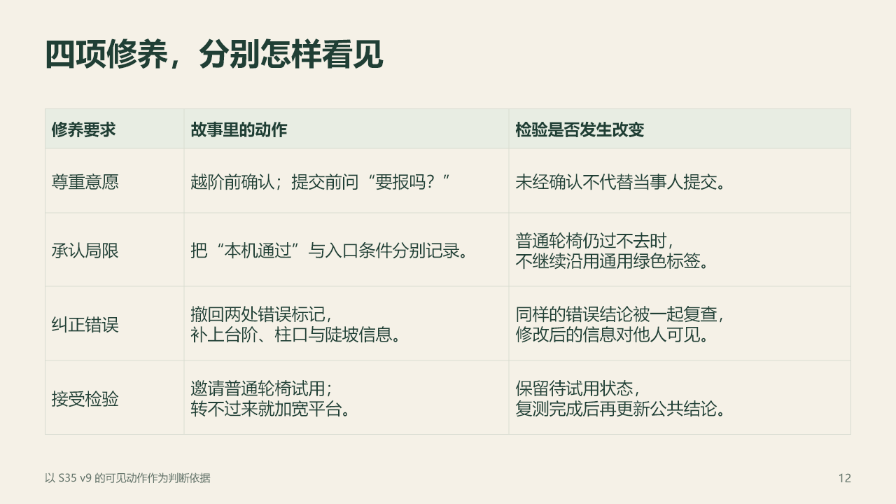 四项修养，分别怎样看见
修养要求
故事里的动作
检验是否发生改变
尊重意愿
越阶前确认；提交前问“要报吗？”
未经确认不代替当事人提交。
承认局限
把“本机通过”与入口条件分别记录。
普通轮椅仍过不去时，
不继续沿用通用绿色标签。
纠正错误
撤回两处错误标记，
补上台阶、柱口与陡坡信息。
同样的错误结论被一起复查，
修改后的信息对他人可见。
接受检验
邀请普通轮椅试用；
转不过来就加宽平台。
保留待试用状态，
复测完成后再更新公共结论。
以 S35 v9 的可见动作作为判断依据
12